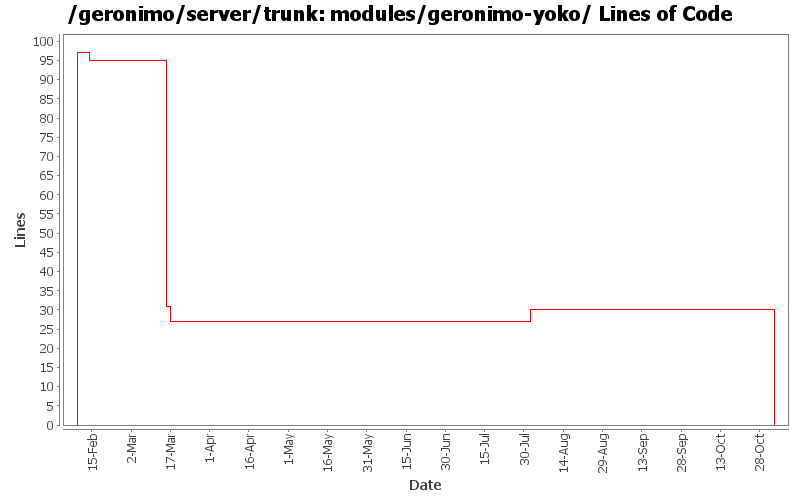 /geronimo/server/trunk: modules/geronimo-yoko/ Lines of Code
100
95
90
85
80
75
70
65
60
55
50
45
40
35
30
25
20
15
10
5
0
Lines
15-Feb
2-Mar
17-Mar
1-Apr
16-Apr
1-May
16-May
31-May
15-Jun
30-Jun
15-Jul
30-Jul
14-Aug
29-Aug
13-Sep
28-Sep
13-Oct
28-Oct
Date